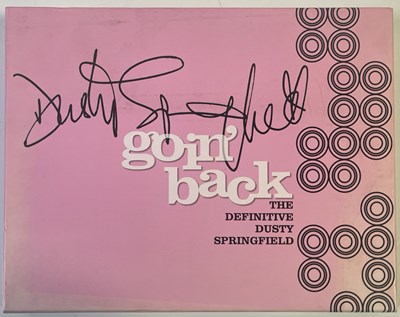 Dusty Springfield
goin'
back
THE
DEFINITIVE
DUSTY
SPRINGFIELD